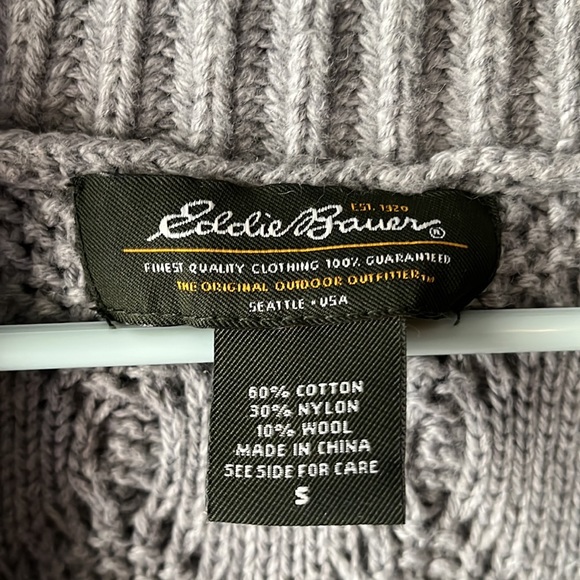 EST. 1920
Eddie Bauer®
FINEST QUALITY CLOTHING 100% GUARANTEED
THE ORIGINAL OUTDOOR OUTFITTER™
SEATTLE • USA
60% COTTON
30% NYLON
10% WOOL
MADE IN CHINA
SEE SIDE FOR CARE
S